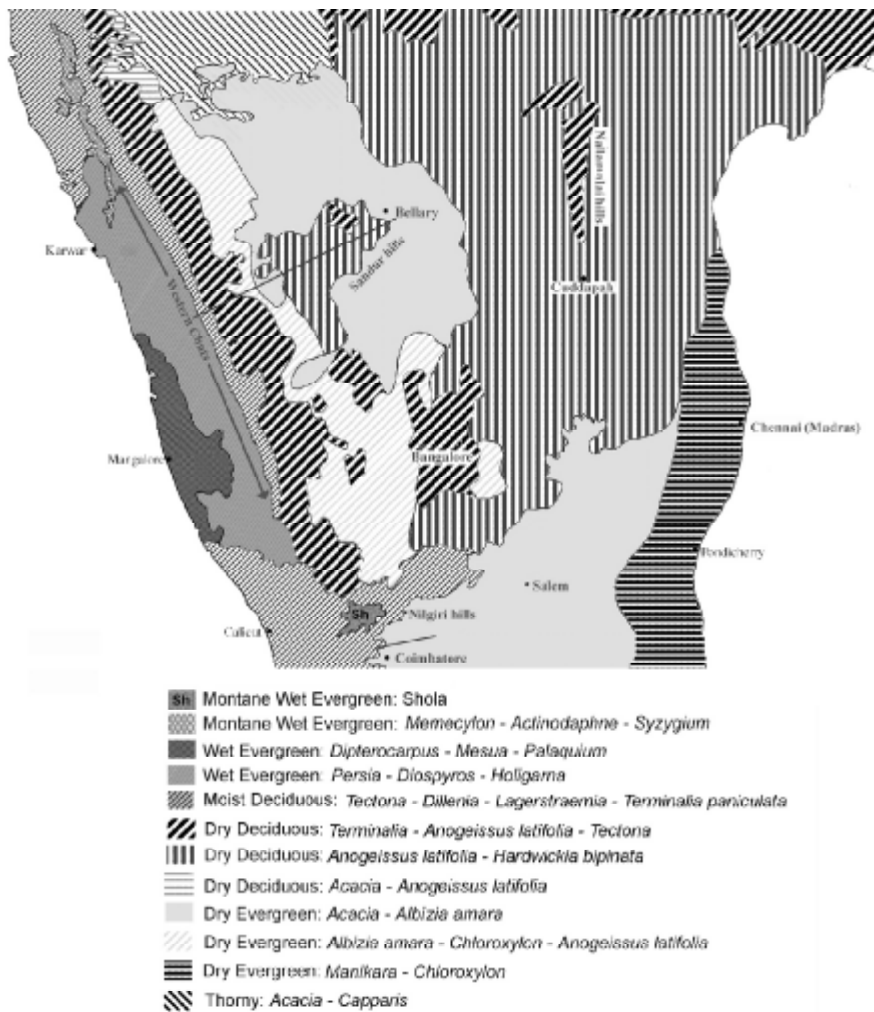 Nallamalai hills
Bellary
Karwar
Sandur hills
Western Ghats
Cuddapah
Chennai (Madras)
Mangalore
Bangalore
Pondicherry
Salem
Sh
Nilgiri hills
Calicut
Coimbatore
Sh Montane Wet Evergreen: Shola
Montane Wet Evergreen: Memecylon - Actinodaphne - Syzygium
Wet Evergreen: Dipterocarpus - Mesua - Palaquium
Wet Evergreen: Persia - Diospyros - Holigarna
Moist Deciduous: Tectona - Dillenia - Lagerstraemia - Terminalia paniculata
Dry Deciduous: Terminalia - Anogeissus latifolia - Tectona
Dry Deciduous: Anogeissus latifolia - Hardwickia bipinata
Dry Deciduous: Acacia - Anogeissus latifolia
Dry Evergreen: Acacia - Albizia amara
Dry Evergreen: Albizia amara - Chloroxylon - Anogeissus latifolia
Dry Evergreen: Manikara - Chloroxylon
Thorny: Acacia - Capparis